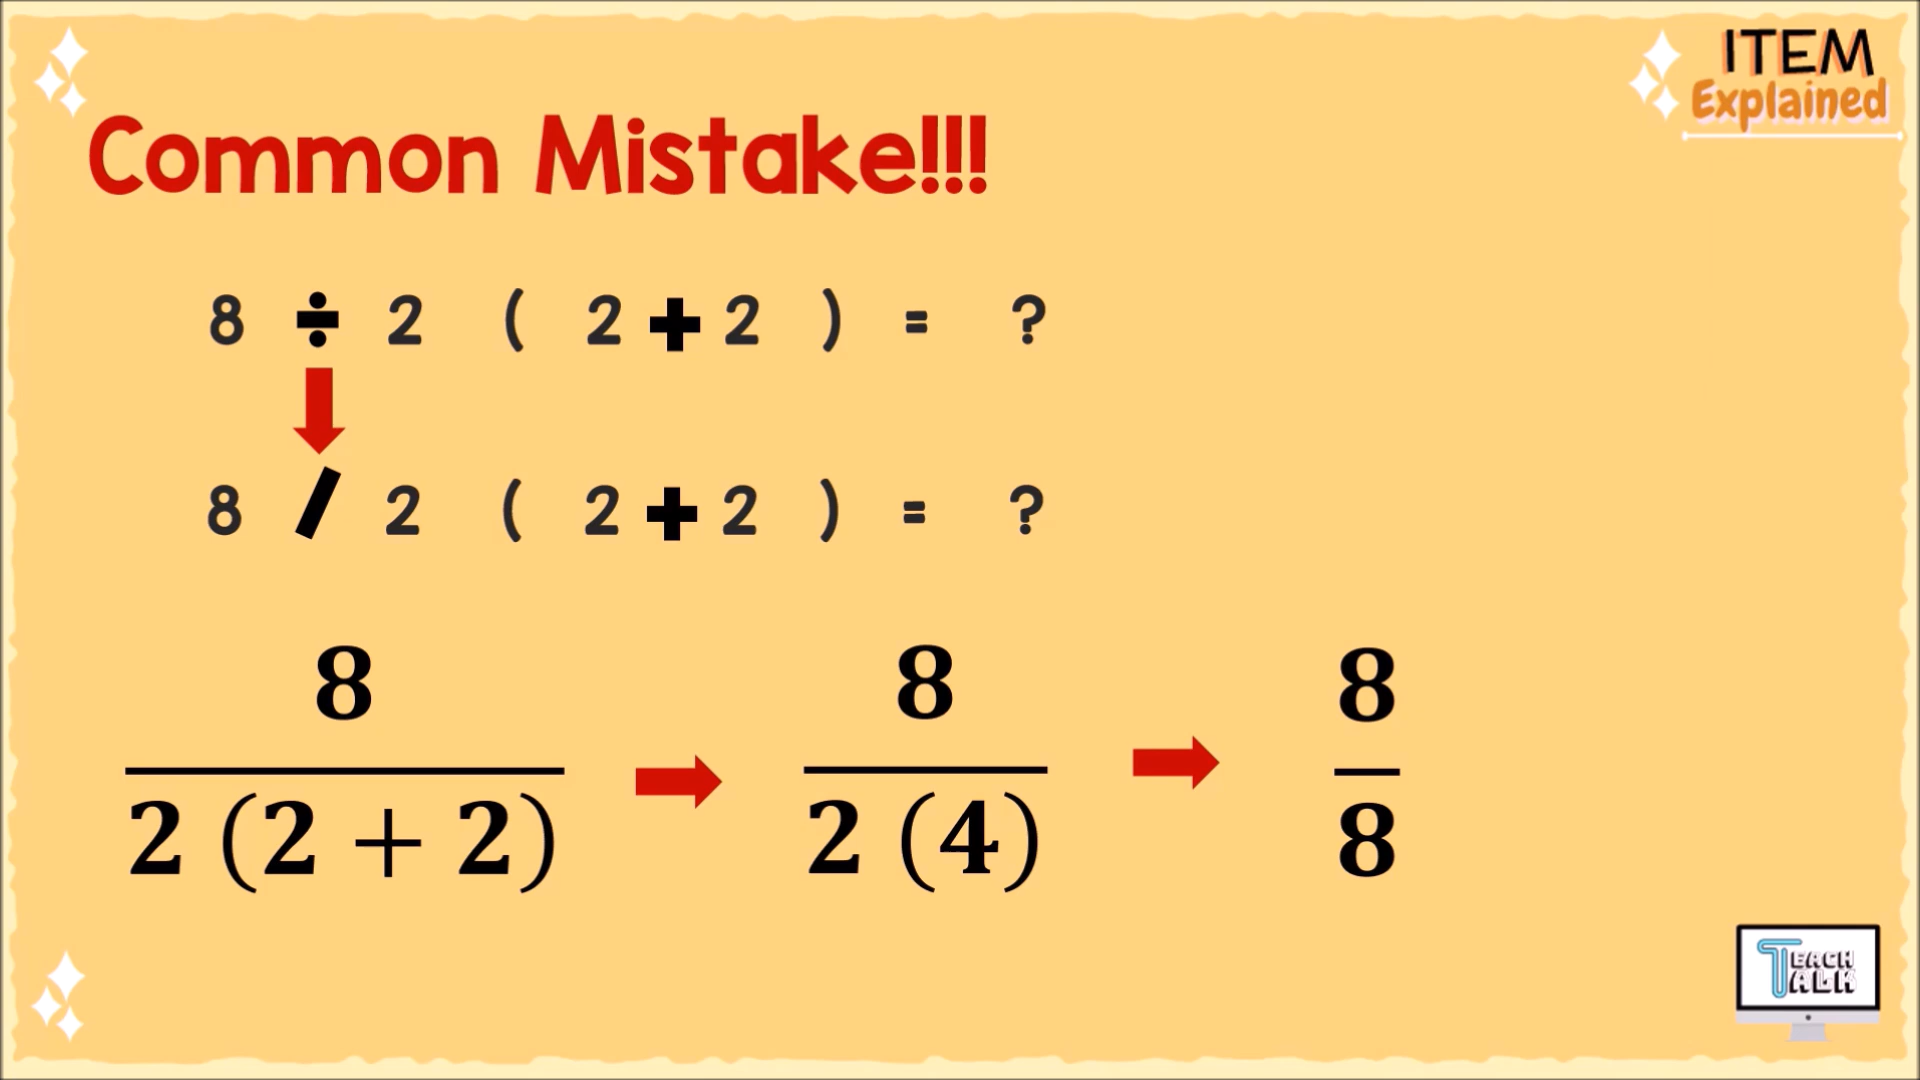 ITEM
Explained
Common Mistake!!!
8 ÷ 2 ( 2 + 2 ) = ?
8 / 2 ( 2 + 2 ) = ?
8 8 8
2 (2 + 2) 2 (4) 8
TEACH
TALK